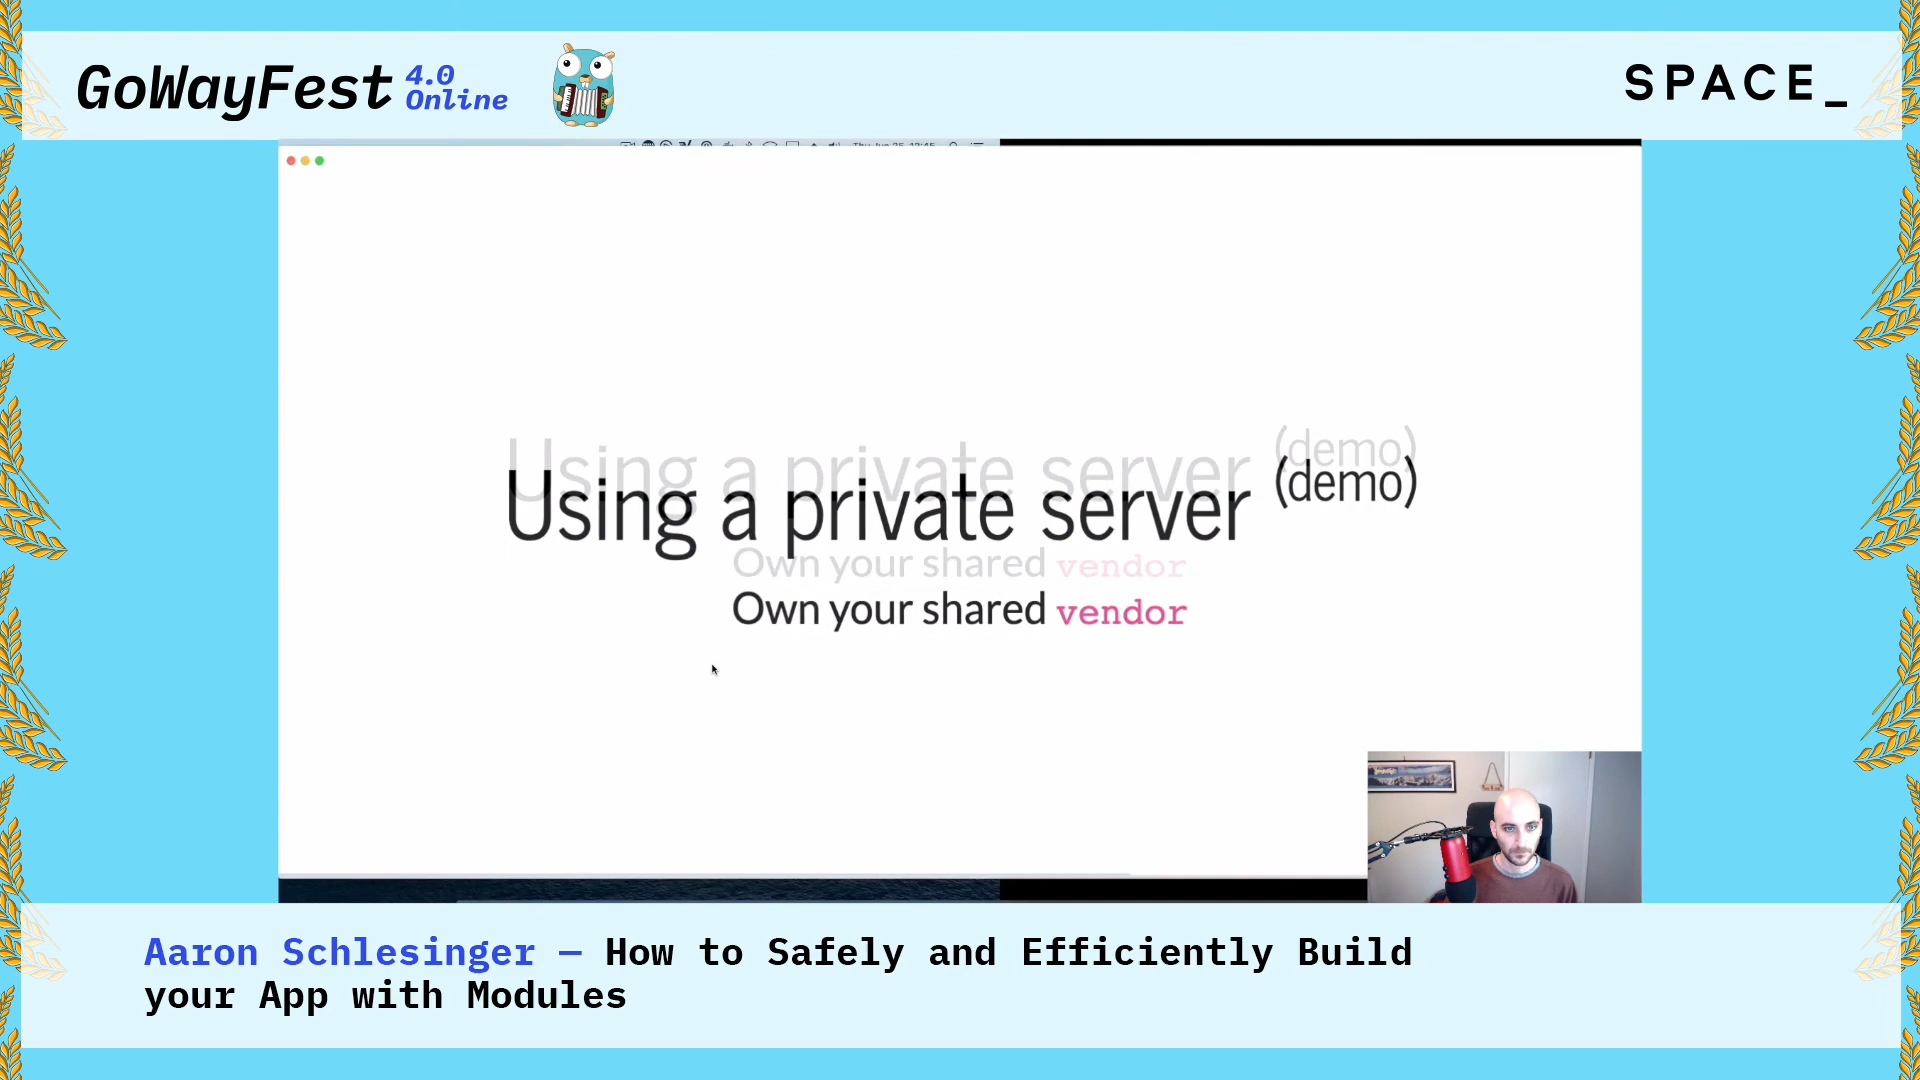 GoWayFest 4.0
Online
SPACE_
Using a private server (demo)
Using a private server (demo)
Own your shared vendor
Own your shared vendor
Aaron Schlesinger — How to Safely and Efficiently Build
your App with Modules